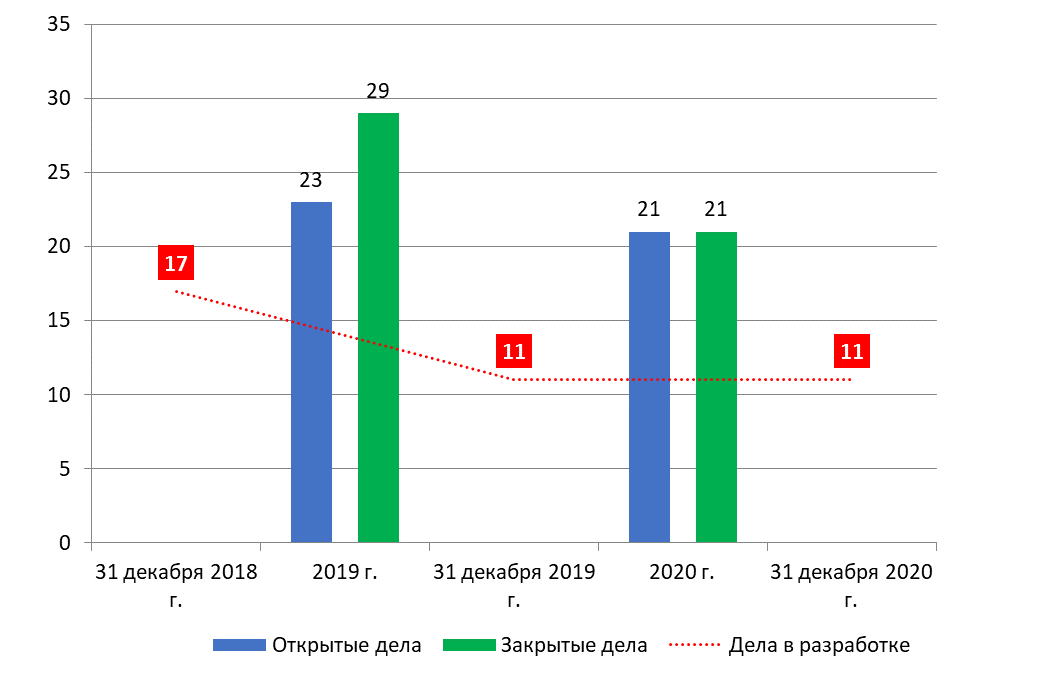 35
30
29
25
23
21
21
20
17
15
11
11
10
5
0
31 декабря 2018 г.
2019 г.
31 декабря 2019 г.
2020 г.
31 декабря 2020 г.
Открытые дела
Закрытые дела
Дела в разработке